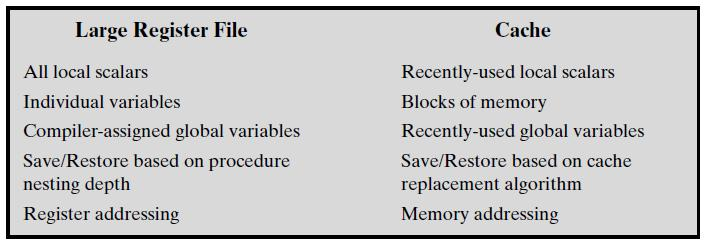 Large Register File Cache
All local scalars Recently-used local scalars
Individual variables Blocks of memory
Compiler-assigned global variables Recently-used global variables
Save/Restore based on procedure Save/Restore based on cache
nesting depth replacement algorithm
Register addressing Memory addressing